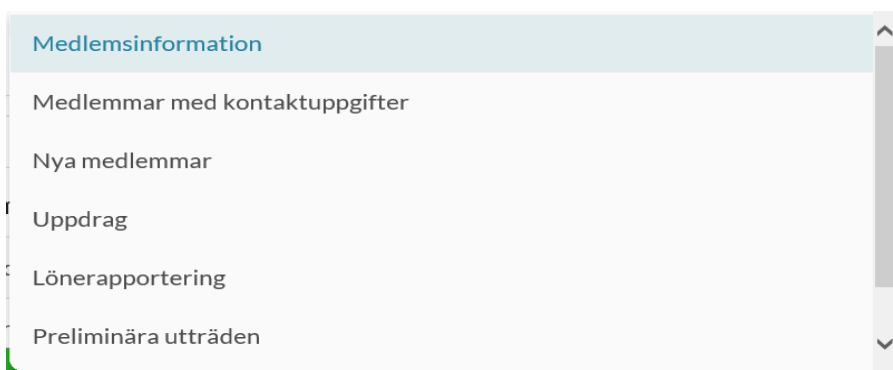 Medlemsinformation
Medlemmar med kontaktuppgifter
Nya medlemmar
Uppdrag
Lönerapportering
Preliminära utträden